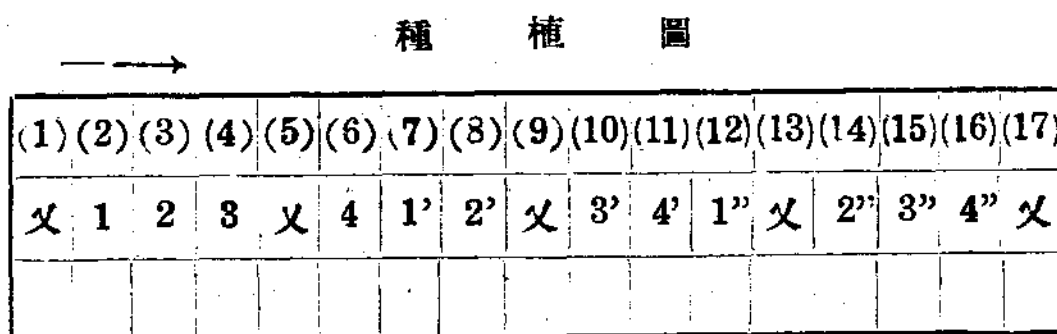 種植圖
(1) (2) (3) (4) (5) (6) (7) (8) (9) (10) (11) (12) (13) (14) (15) (16) (17)
父 1 2 3 父 4 1’ 2’ 父 3’ 4’ 1” 父 2” 3” 4” 父